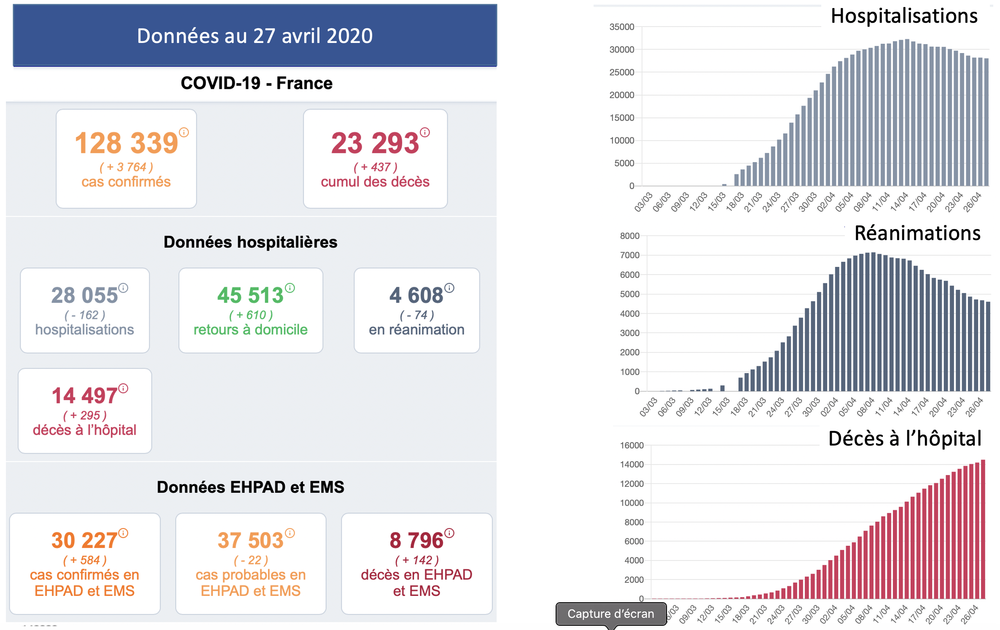 Données au 27 avril 2020
COVID-19 - France
128 339
( + 3 764 )
cas confirmés
23 293
( + 437 )
cumul des décès
Données hospitalières
28 055
( - 162 )
hospitalisations
45 513
( + 610 )
retours à domicile
4 608
( - 74 )
en réanimation
14 497
( + 295 )
décès à l’hôpital
Données EHPAD et EMS
30 227
( + 584 )
cas confirmés en
EHPAD et EMS
37 503
( - 22 )
cas probables en
EHPAD et EMS
8 796
( + 142 )
décès en EHPAD
et EMS
Hospitalisations
35000
30000
25000
20000
15000
10000
5000
0
03/03 06/03 09/03 12/03 15/03 18/03 21/03 24/03 27/03 30/03 02/04 05/04 08/04 11/04 14/04 17/04 20/04 23/04 26/04
Réanimations
8000
7000
6000
5000
4000
3000
2000
1000
0
03/03 06/03 09/03 12/03 15/03 18/03 21/03 24/03 27/03 30/03 02/04 05/04 08/04 11/04 14/04 17/04 20/04 23/04 26/04
Décès à l’hôpital
16000
14000
12000
10000
8000
6000
4000
2000
0
09/03 12/03 15/03 18/03 21/03 24/03 27/03 30/03 02/04 05/04 08/04 11/04 14/04 17/04 20/04 23/04 26/04
Capture d’écran